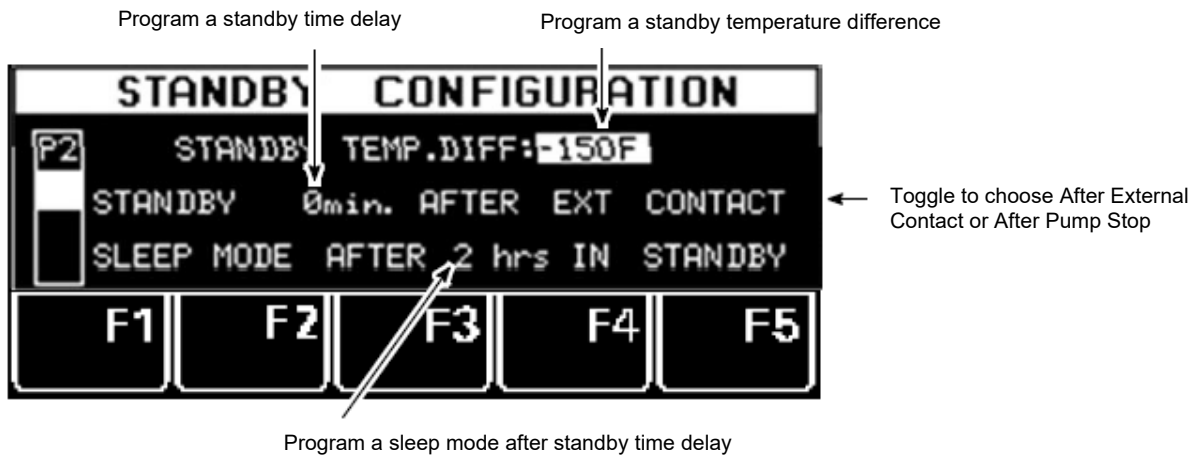 Program a standby time delay
Program a standby temperature difference
STANDBY CONFIGURATION
P2
STANDBY TEMP.DIFF:-150F
STANDBY 0min. AFTER EXT CONTACT
Toggle to choose After External
Contact or After Pump Stop
SLEEP MODE AFTER 2 hrs IN STANDBY
F1 F2 F3 F4 F5
Program a sleep mode after standby time delay